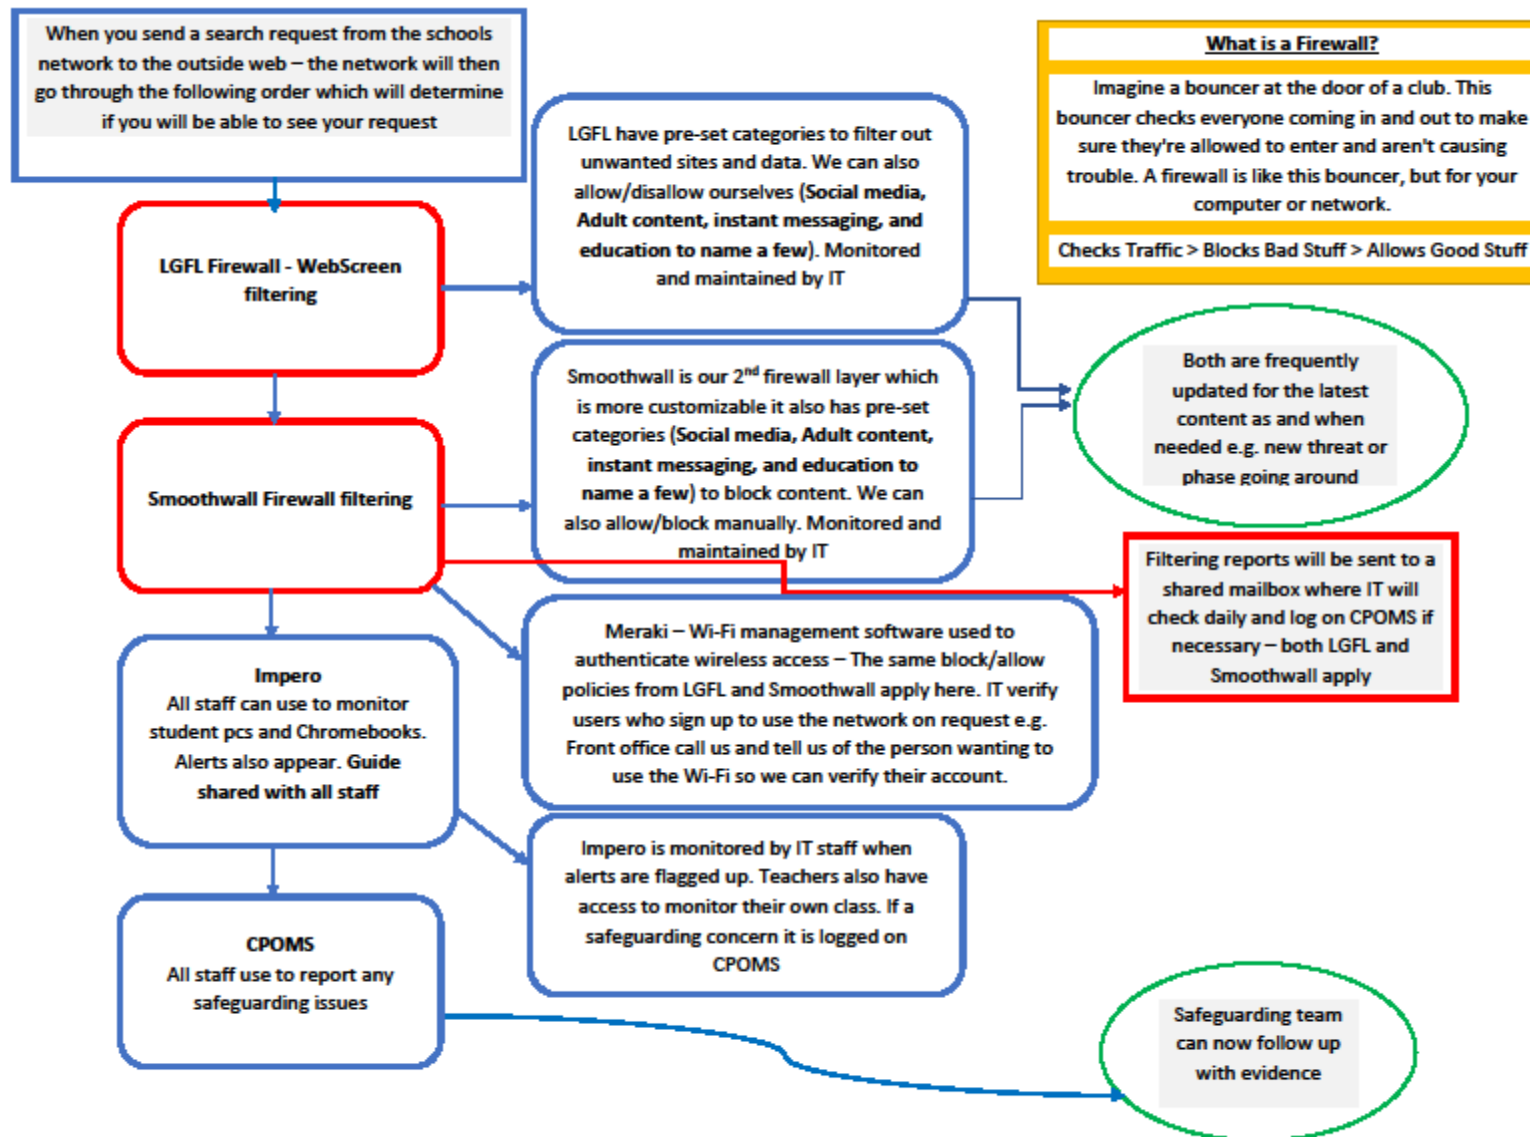 When you send a search request from the schools
network to the outside web – the network will then
go through the following order which will determine
if you will be able to see your request
What is a Firewall?
Imagine a bouncer at the door of a club. This
bouncer checks everyone coming in and out to make
sure they're allowed to enter and aren't causing
trouble. A firewall is like this bouncer, but for your
computer or network.
Checks Traffic > Blocks Bad Stuff > Allows Good Stuff
LGFL Firewall - WebScreen
filtering
LGFL have pre-set categories to filter out
unwanted sites and data. We can also
allow/disallow ourselves (Social media,
Adult content, instant messaging, and
education to name a few). Monitored
and maintained by IT
Both are frequently
updated for the latest
content as and when
needed e.g. new threat or
phase going around
Smoothwall Firewall filtering
Smoothwall is our 2nd firewall layer which
is more customizable it also has pre-set
categories (Social media, Adult content,
instant messaging, and education to
name a few) to block content. We can
also allow/block manually. Monitored and
maintained by IT
Filtering reports will be sent to a
shared mailbox where IT will
check daily and log on CPOMS if
necessary – both LGFL and
Smoothwall apply
Meraki – Wi-Fi management software used to
authenticate wireless access – The same block/allow
policies from LGFL and Smoothwall apply here. IT verify
users who sign up to use the network on request e.g.
Front office call us and tell us of the person wanting to
use the Wi-Fi so we can verify their account.
Impero
All staff can use to monitor
student pcs and Chromebooks.
Alerts also appear. Guide
shared with all staff
Impero is monitored by IT staff when
alerts are flagged up. Teachers also have
access to monitor their own class. If a
safeguarding concern it is logged on
CPOMS
CPOMS
All staff use to report any
safeguarding issues
Safeguarding team
can now follow up
with evidence